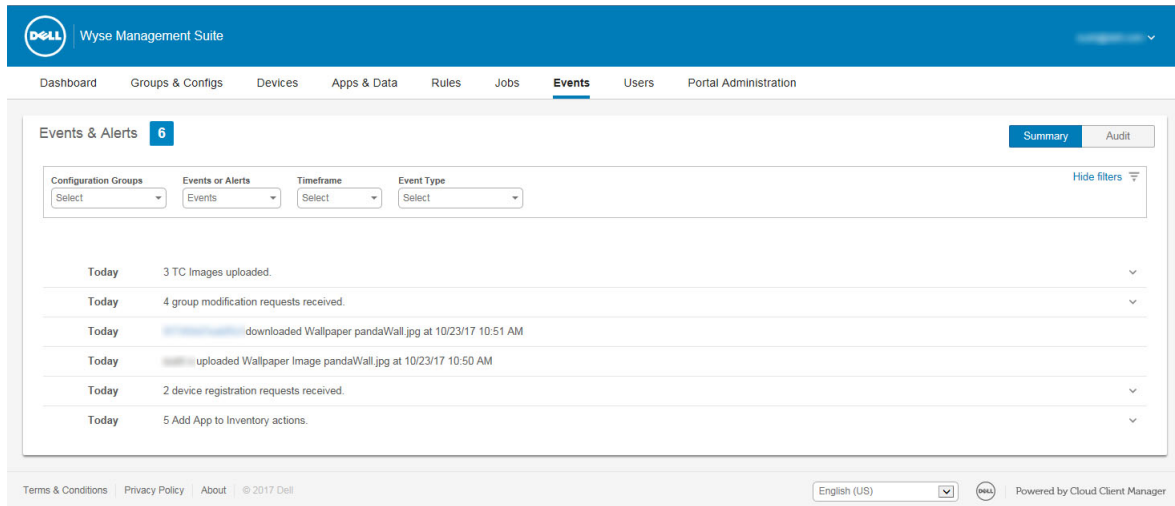 DELL Wyse Management Suite
Dashboard Groups & Configs Devices Apps & Data Rules Jobs Events Users Portal Administration
Events & Alerts 6
Summary Audit
Hide filters
Configuration Groups Events or Alerts Timeframe Event Type
Select Events Select Select
Today 3 TC Images uploaded.
Today 4 group modification requests received.
Today downloaded Wallpaper pandaWall.jpg at 10/23/17 10:51 AM
Today uploaded Wallpaper Image pandaWall.jpg at 10/23/17 10:50 AM
Today 2 device registration requests received.
Today 5 Add App to Inventory actions.
Terms & Conditions Privacy Policy About © 2017 Dell English (US) DELL Powered by Cloud Client Manager